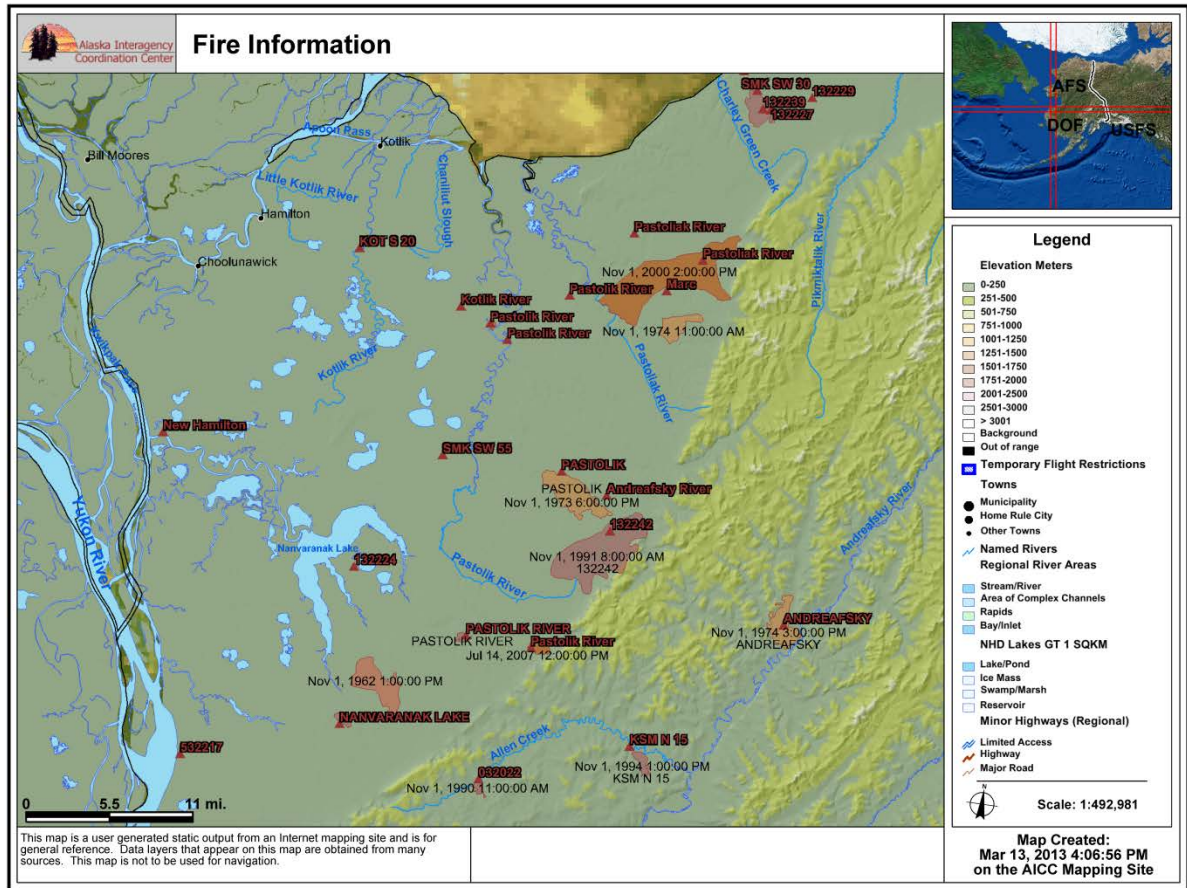 Alaska Interagency
Coordination Center
Fire Information
SMK SW 30
132229
132239
132227
Charley Green Creek
Apoon Pass
Kotlik
Bill Moores
Little Kotlik River
Chaniliut Slough
Hamilton
KOT S 20
Choolunawick
Pastoliak River
Pastoliak River
Nov 1, 2000 2:00:00 PM
Marc
Pikmiktalik River
Pastolik River
Kotlik River
Pastolik River
Pastolik River
Nov 1, 1974 11:00:00 AM
Kotlik River
Pastoliak River
New Hamilton
SMK SW 55
PASTOLIK
PASTOLIK
Andreafsky River
Nov 1, 1973 6:00:00 PM
132242
Andreafsky River
Yukon River
Nanvaranak Lake
132224
Nov 1, 1991 8:00:00 AM
132242
Pastolik River
PASTOLIK RIVER
PASTOLIK RIVER
Pastolik River
Jul 14, 2007 12:00:00 PM
ANDREAFSKY
Nov 1, 1974 3:00:00 PM
ANDREAFSKY
Nov 1, 1962 1:00:00 PM
NANVARANAK LAKE
532217
Allen Creek
KSM N 15
Nov 1, 1994 1:00:00 PM
KSM N 15
032022
Nov 1, 1990 11:00:00 AM
0 5.5 11 mi.
This map is a user generated static output from an Internet mapping site and is for
general reference. Data layers that appear on this map are obtained from many
sources. This map is not to be used for navigation.
AFS
DOF
USFS
Legend
Elevation Meters
0-250
251-500
501-750
751-1000
1001-1250
1251-1500
1501-1750
1751-2000
2001-2500
2501-3000
> 3001
Background
Out of range
Temporary Flight Restrictions
Towns
Municipality
Home Rule City
Other Towns
Named Rivers
Regional River Areas
Stream/River
Area of Complex Channels
Rapids
Bay/Inlet
NHD Lakes GT 1 SQKM
Lake/Pond
Ice Mass
Swamp/Marsh
Reservoir
Minor Highways (Regional)
Limited Access
Highway
Major Road
N
Scale: 1:492,981
Map Created:
Mar 13, 2013 4:06:56 PM
on the AICC Mapping Site